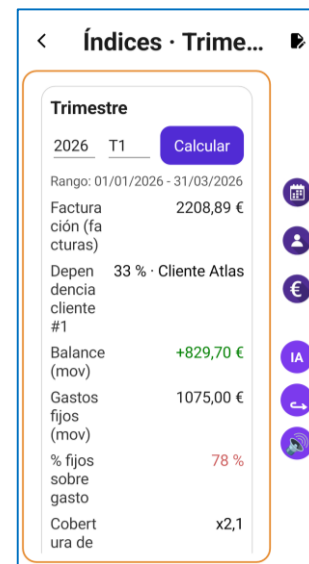 Índices · Trime...
Trimestre
2026 T1 Calcular
Rango: 01/01/2026 - 31/03/2026
Factura 2208,89 €
ción (fa
cturas)
Depen 33 % · Cliente Atlas
dencia
cliente
#1
Balance +829,70 €
(mov)
Gastos 1075,00 €
fijos
(mov)
% fijos 78 %
sobre
gasto
Cobert x2,1
ura de
€
IA